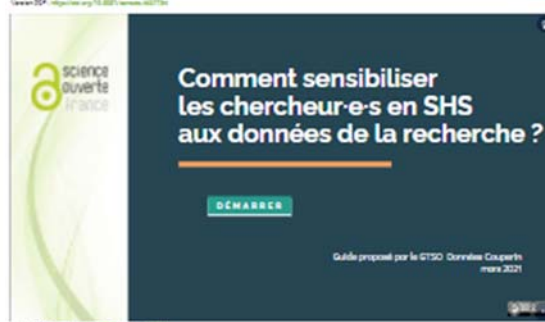 science
ouverte
France
Comment sensibiliser
les chercheur·e·s en SHS
aux données de la recherche ?
DÉMARRER
Guide proposé par le GTSO Données Couperin
mars 2021